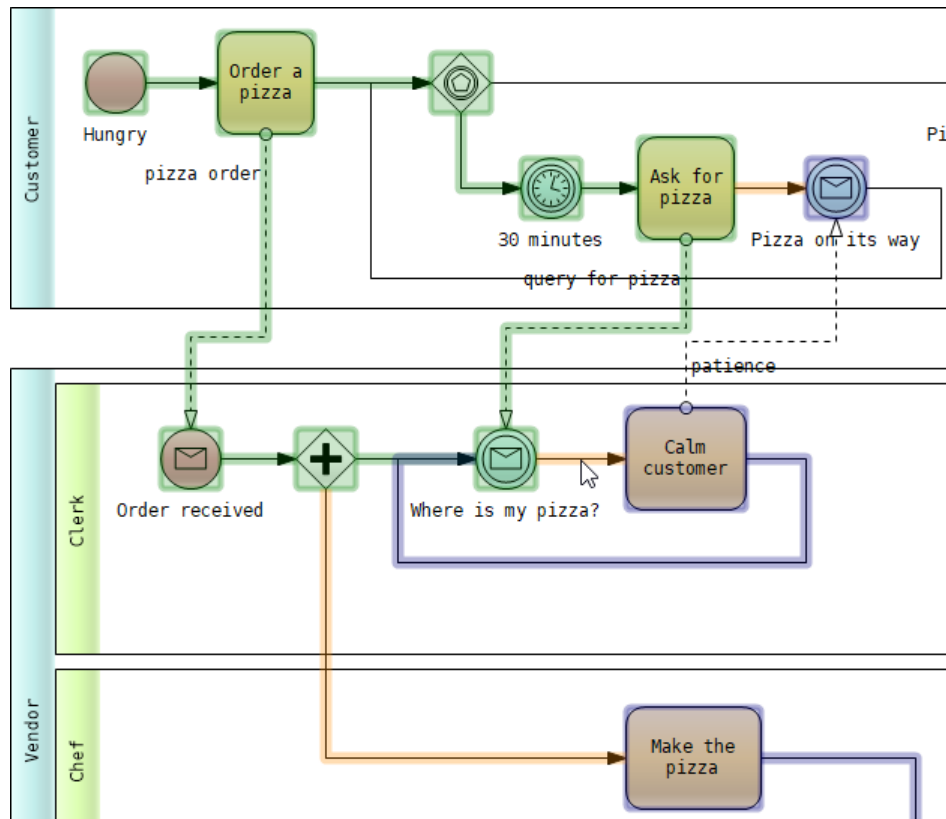 Customer
Hungry
Order a
pizza
pizza order
30 minutes
Ask for
pizza
Pizza on its way
Pi
query for pizza
patience
Vendor
Clerk
Order received
Where is my pizza?
Calm
customer
Chef
Make the
pizza